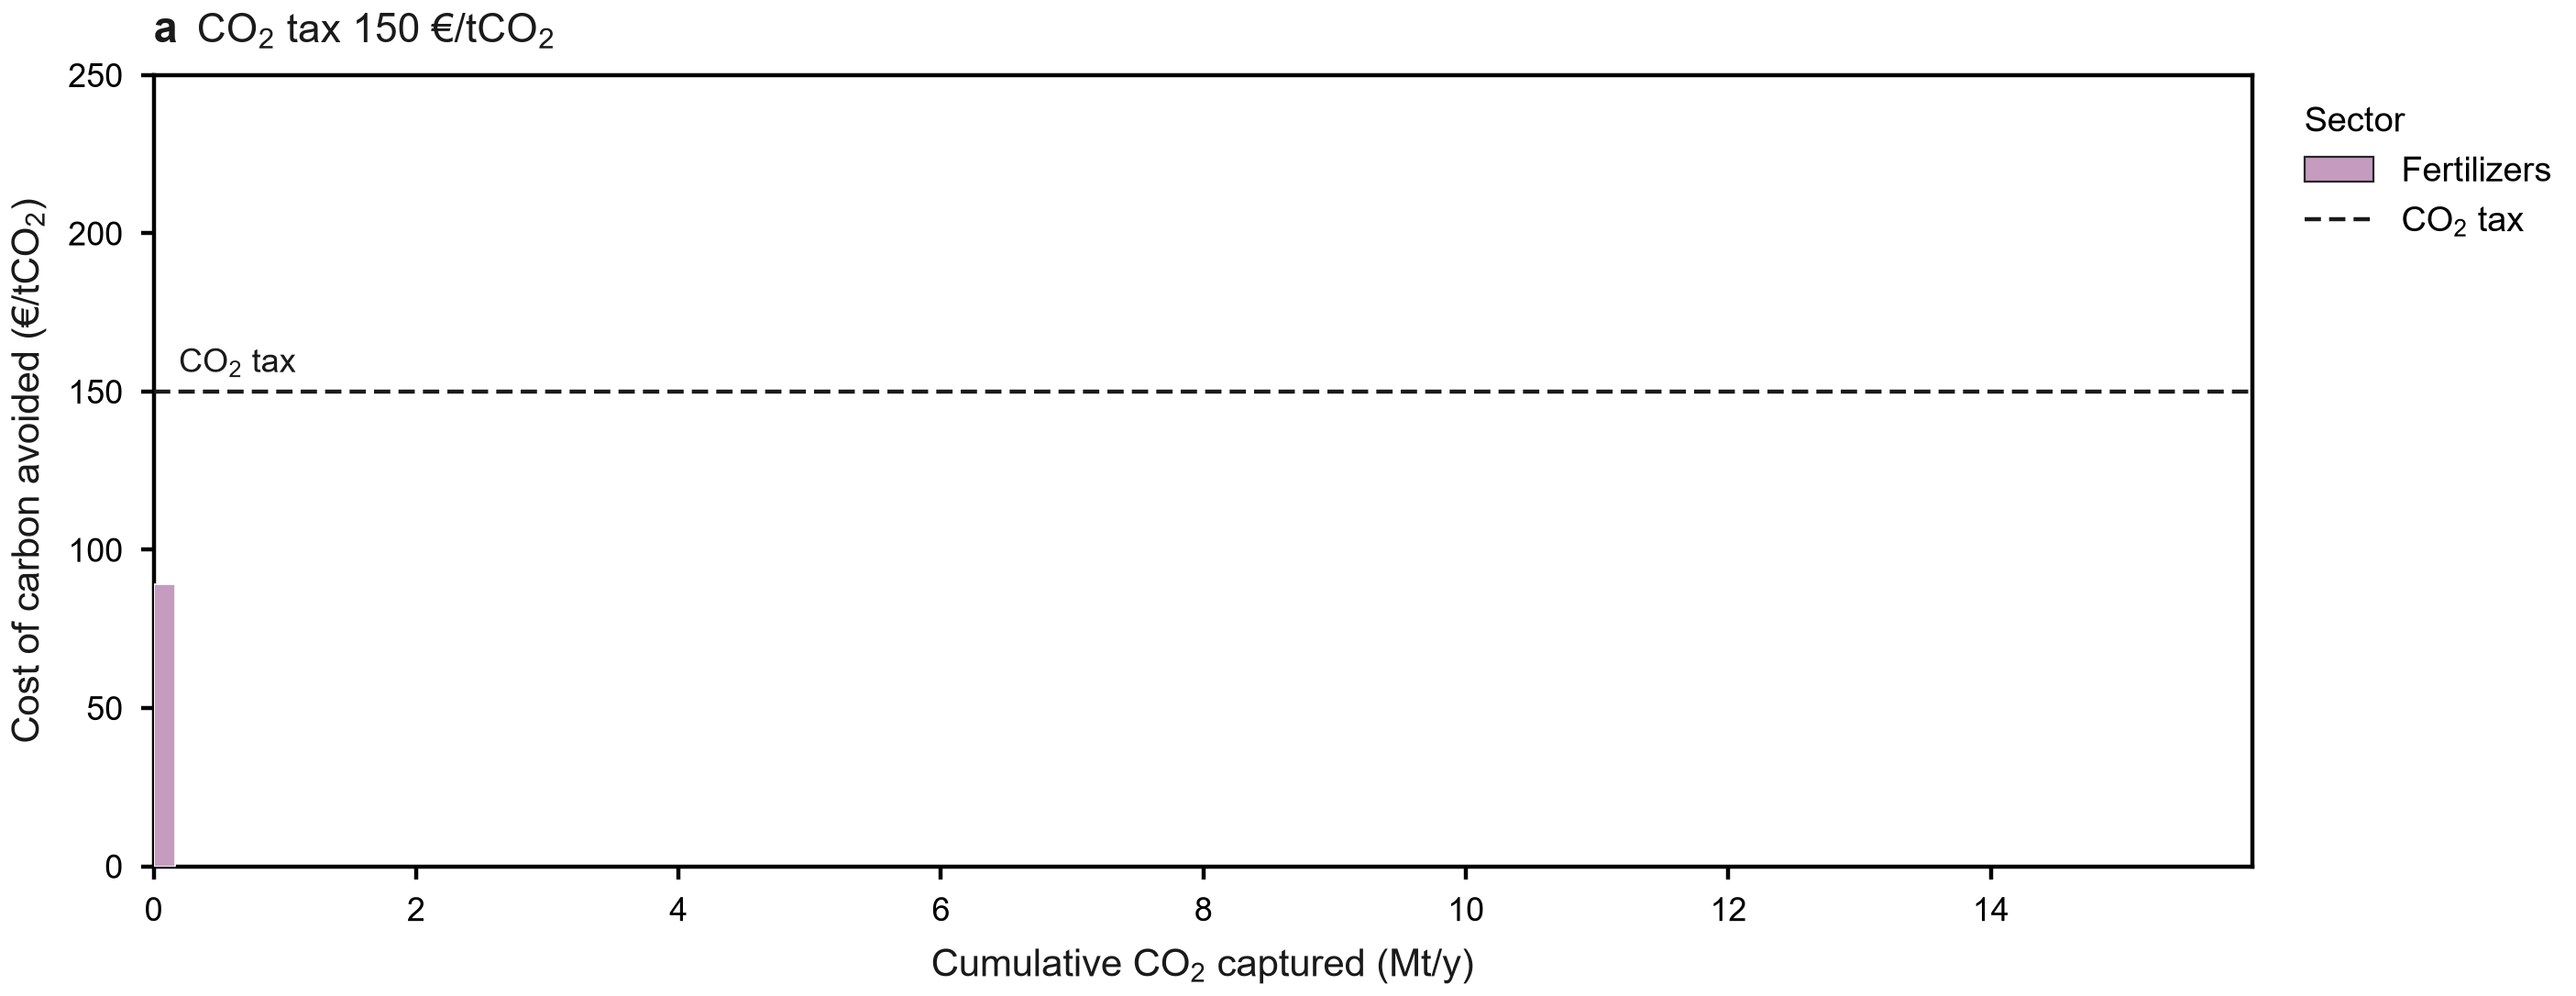 a CO₂ tax 150 €/tCO₂
250
200
150
100
50
0
Cost of carbon avoided (€/tCO₂)
CO₂ tax
0 2 4 6 8 10 12 14
Cumulative CO₂ captured (Mt/y)
Sector
Fertilizers
CO₂ tax